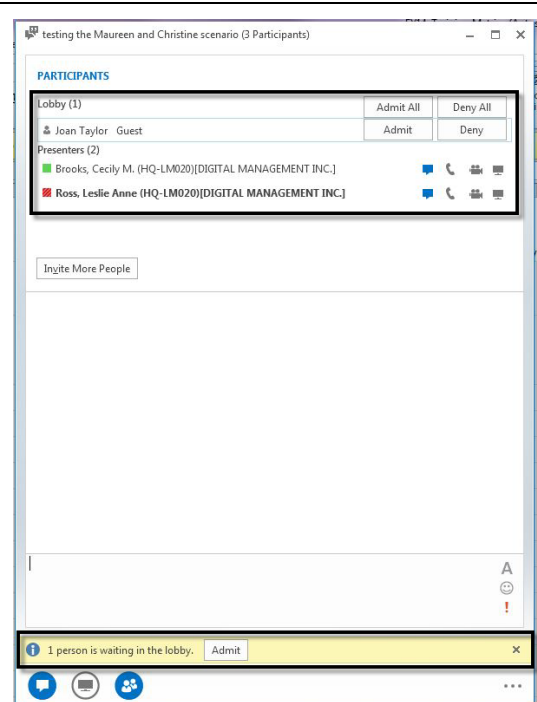 testing the Maureen and Christine scenario (3 Participants)
PARTICIPANTS
Lobby (1) Admit All Deny All
Joan Taylor Guest Admit Deny
Presenters (2)
Brooks, Cecily M. (HQ-LM020)[DIGITAL MANAGEMENT INC.]
Ross, Leslie Anne (HQ-LM020)[DIGITAL MANAGEMENT INC.]
Invite More People
A
!
1 person is waiting in the lobby. Admit